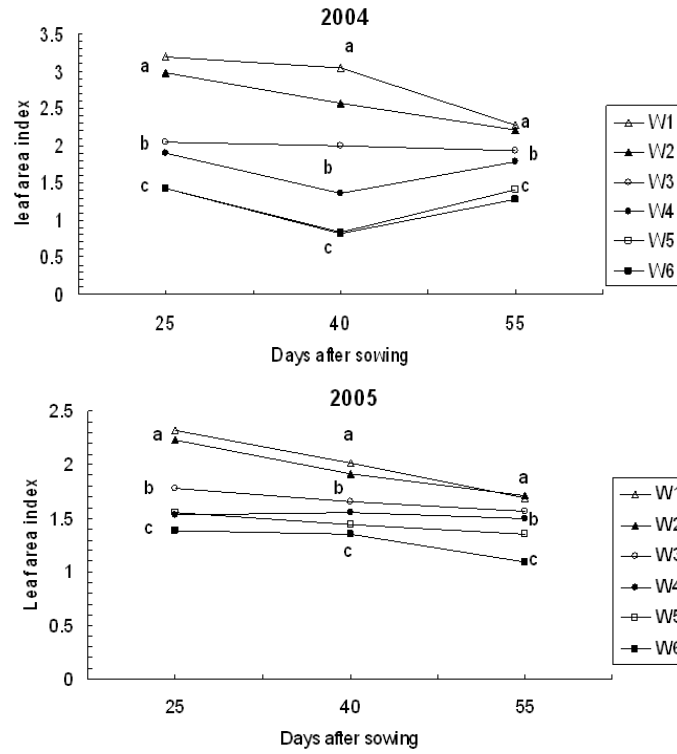 2004
3.5
a
a
3
a
2.5
W1
W2
2
b
b
W3
b
1.5
c
c
W4
1
W5
c
0.5
W6
0
leaf area index
25 40 55
Days after sowing
2005
2.5
a
a
2
a
W1
b
b
W2
1.5
b
W3
c
c
c
W4
1
W5
0.5
W6
0
Leaf area index
25 40 55
Days after sowing